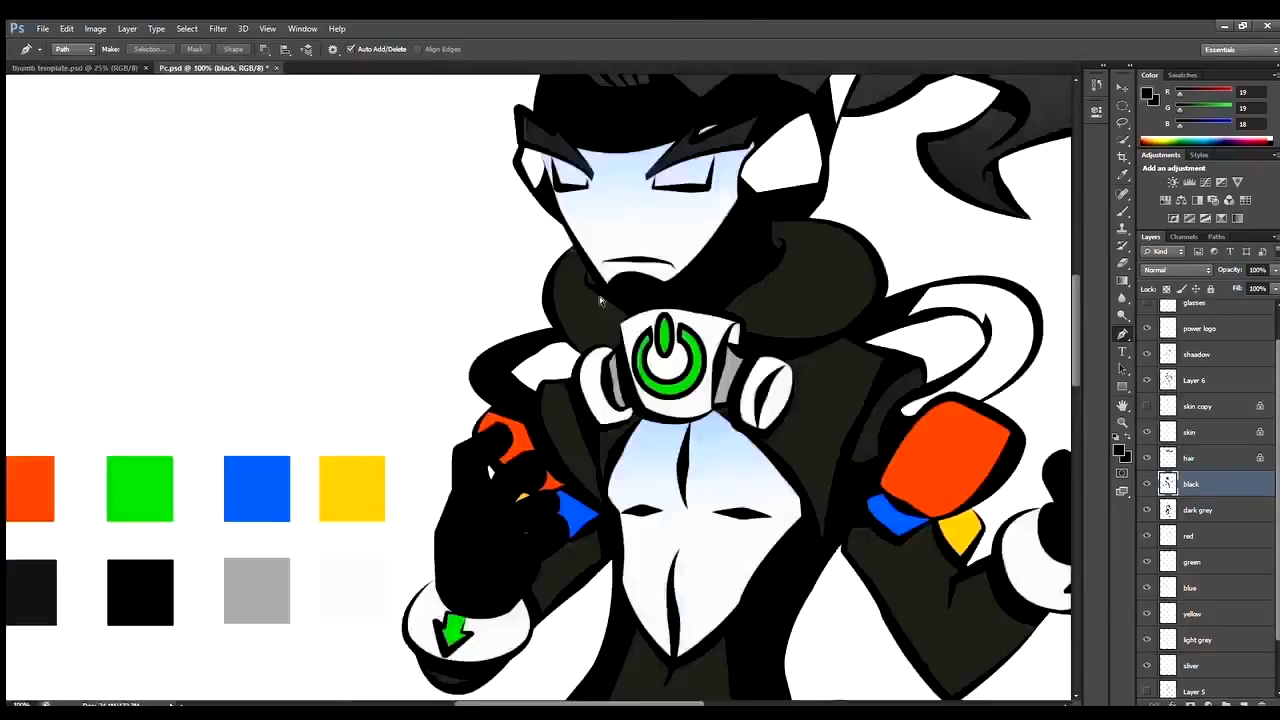 Ps File Edit Image Layer Type Select Filter 3D View Window Help
Path Make: Selection... Mask Shape Auto Add/Delete Align Edges Essentials
thumb template.psd @ 25% (RGB/8) × Pc.psd @ 100% (black, RGB/8) * ×
Color Swatches
R 19
G 19
B 18
Adjustments Styles
Add an adjustment
Layers Channels Paths
Kind
Normal Opacity: 100%
Lock: Fill: 100%
glasses
power logo
shaadow
Layer 6
skin copy
skin
hair
black
dark grey
red
green
blue
yellow
light grey
sliver
Layer 5